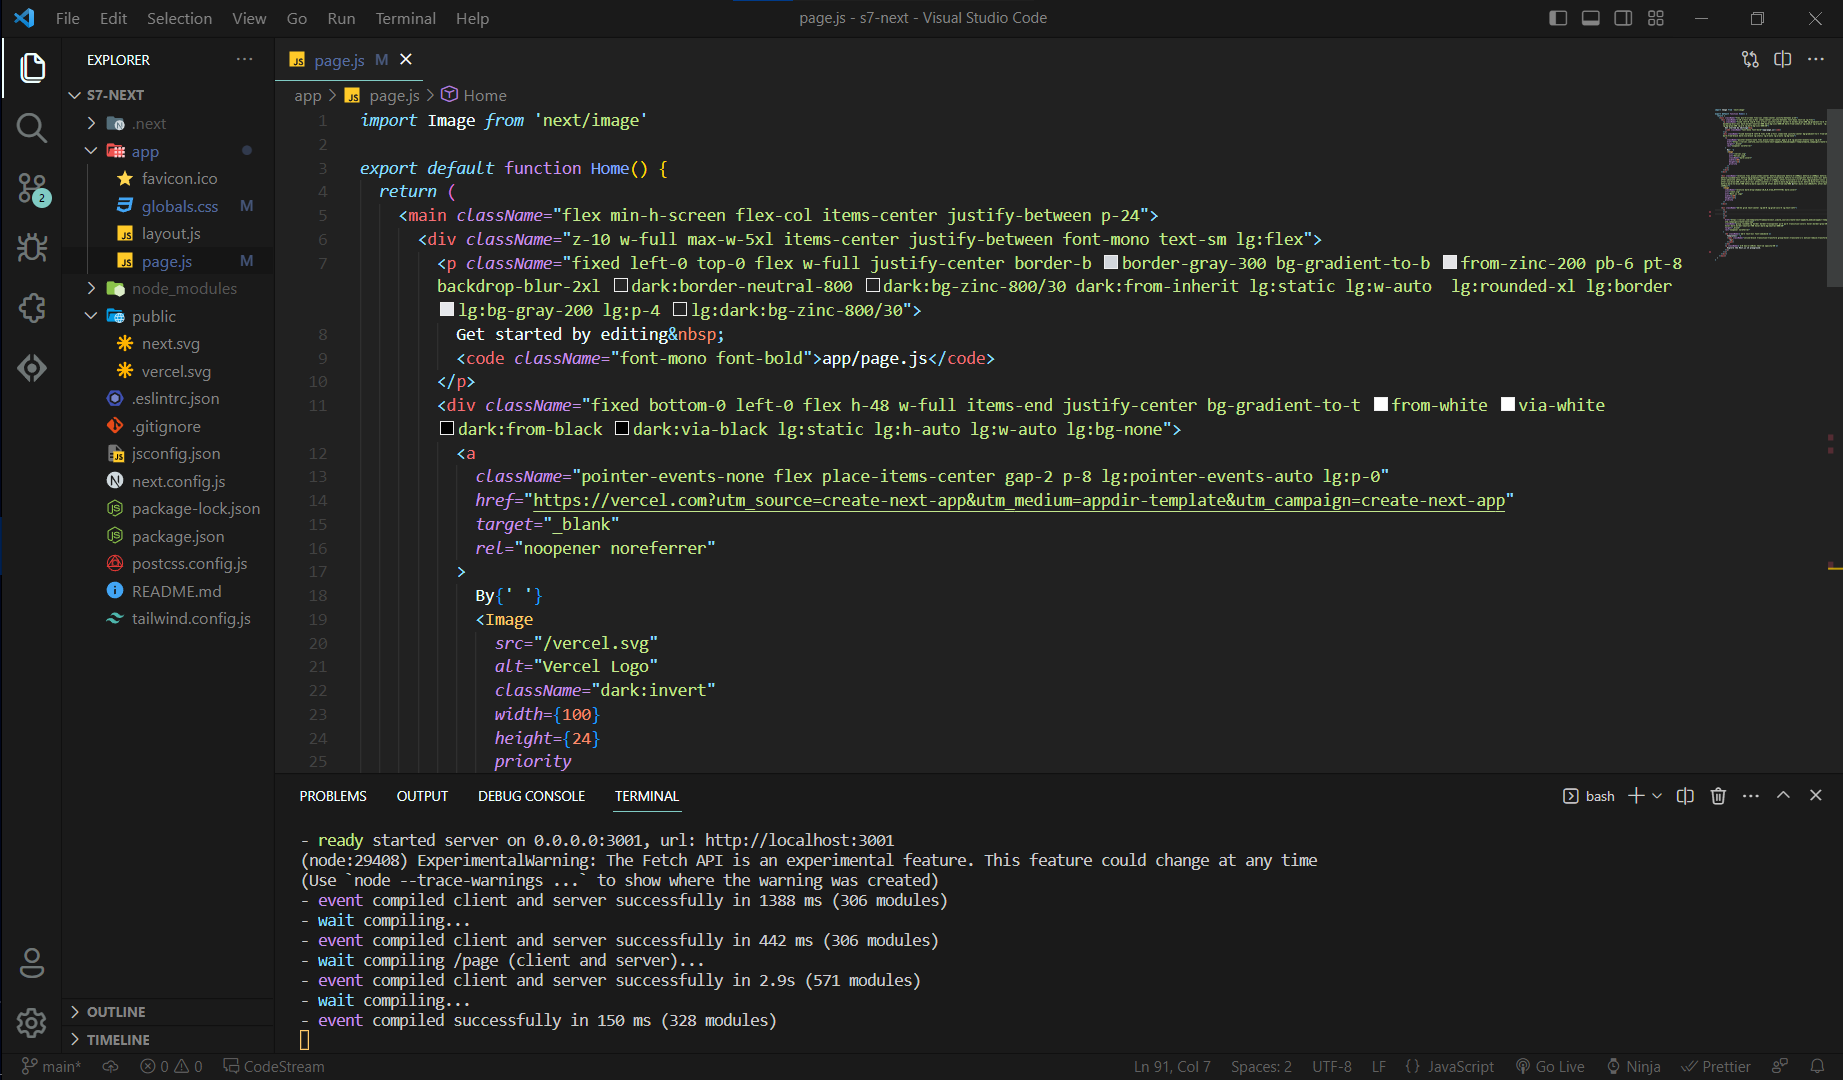 File Edit Selection View Go Run Terminal Help
page.js - s7-next - Visual Studio Code
EXPLORER
S7-NEXT
.next
app
favicon.ico
globals.css M
layout.js
page.js M
node_modules
public
next.svg
vercel.svg
.eslintrc.json
.gitignore
jsconfig.json
next.config.js
package-lock.json
package.json
postcss.config.js
README.md
tailwind.config.js
OUTLINE
TIMELINE
2
page.js M
app > page.js > Home
1 import Image from 'next/image'
2
3 export default function Home() {
4 return (
5 <main className="flex min-h-screen flex-col items-center justify-between p-24">
6 <div className="z-10 w-full max-w-5xl items-center justify-between font-mono text-sm lg:flex">
7 <p className="fixed left-0 top-0 flex w-full justify-center border-b border-gray-300 bg-gradient-to-b from-zinc-200 pb-6 pt-8
backdrop-blur-2xl dark:border-neutral-800 dark:bg-zinc-800/30 dark:from-inherit lg:static lg:w-auto  lg:rounded-xl lg:border
lg:bg-gray-200 lg:p-4 lg:dark:bg-zinc-800/30">
8 Get started by editing&nbsp;
9 <code className="font-mono font-bold">app/page.js</code>
10 </p>
11 <div className="fixed bottom-0 left-0 flex h-48 w-full items-end justify-center bg-gradient-to-t from-white via-white
dark:from-black dark:via-black lg:static lg:h-auto lg:w-auto lg:bg-none">
12 <a
13 className="pointer-events-none flex place-items-center gap-2 p-8 lg:pointer-events-auto lg:p-0"
14 href="https://vercel.com?utm_source=create-next-app&utm_medium=appdir-template&utm_campaign=create-next-app"
15 target="_blank"
16 rel="noopener noreferrer"
17 >
18 By{' '}
19 <Image
20 src="/vercel.svg"
21 alt="Vercel Logo"
22 className="dark:invert"
23 width={100}
24 height={24}
25 priority
PROBLEMS OUTPUT DEBUG CONSOLE TERMINAL
bash
- ready started server on 0.0.0.0:3001, url: http://localhost:3001
(node:29408) ExperimentalWarning: The Fetch API is an experimental feature. This feature could change at any time
(Use `node --trace-warnings ...` to show where the warning was created)
- event compiled client and server successfully in 1388 ms (306 modules)
- wait compiling...
- event compiled client and server successfully in 442 ms (306 modules)
- wait compiling /page (client and server)...
- event compiled client and server successfully in 2.9s (571 modules)
- wait compiling...
- event compiled successfully in 150 ms (328 modules)
main* 0 0 CodeStream
Ln 91, Col 7 Spaces: 2 UTF-8 LF {} JavaScript Go Live Ninja Prettier